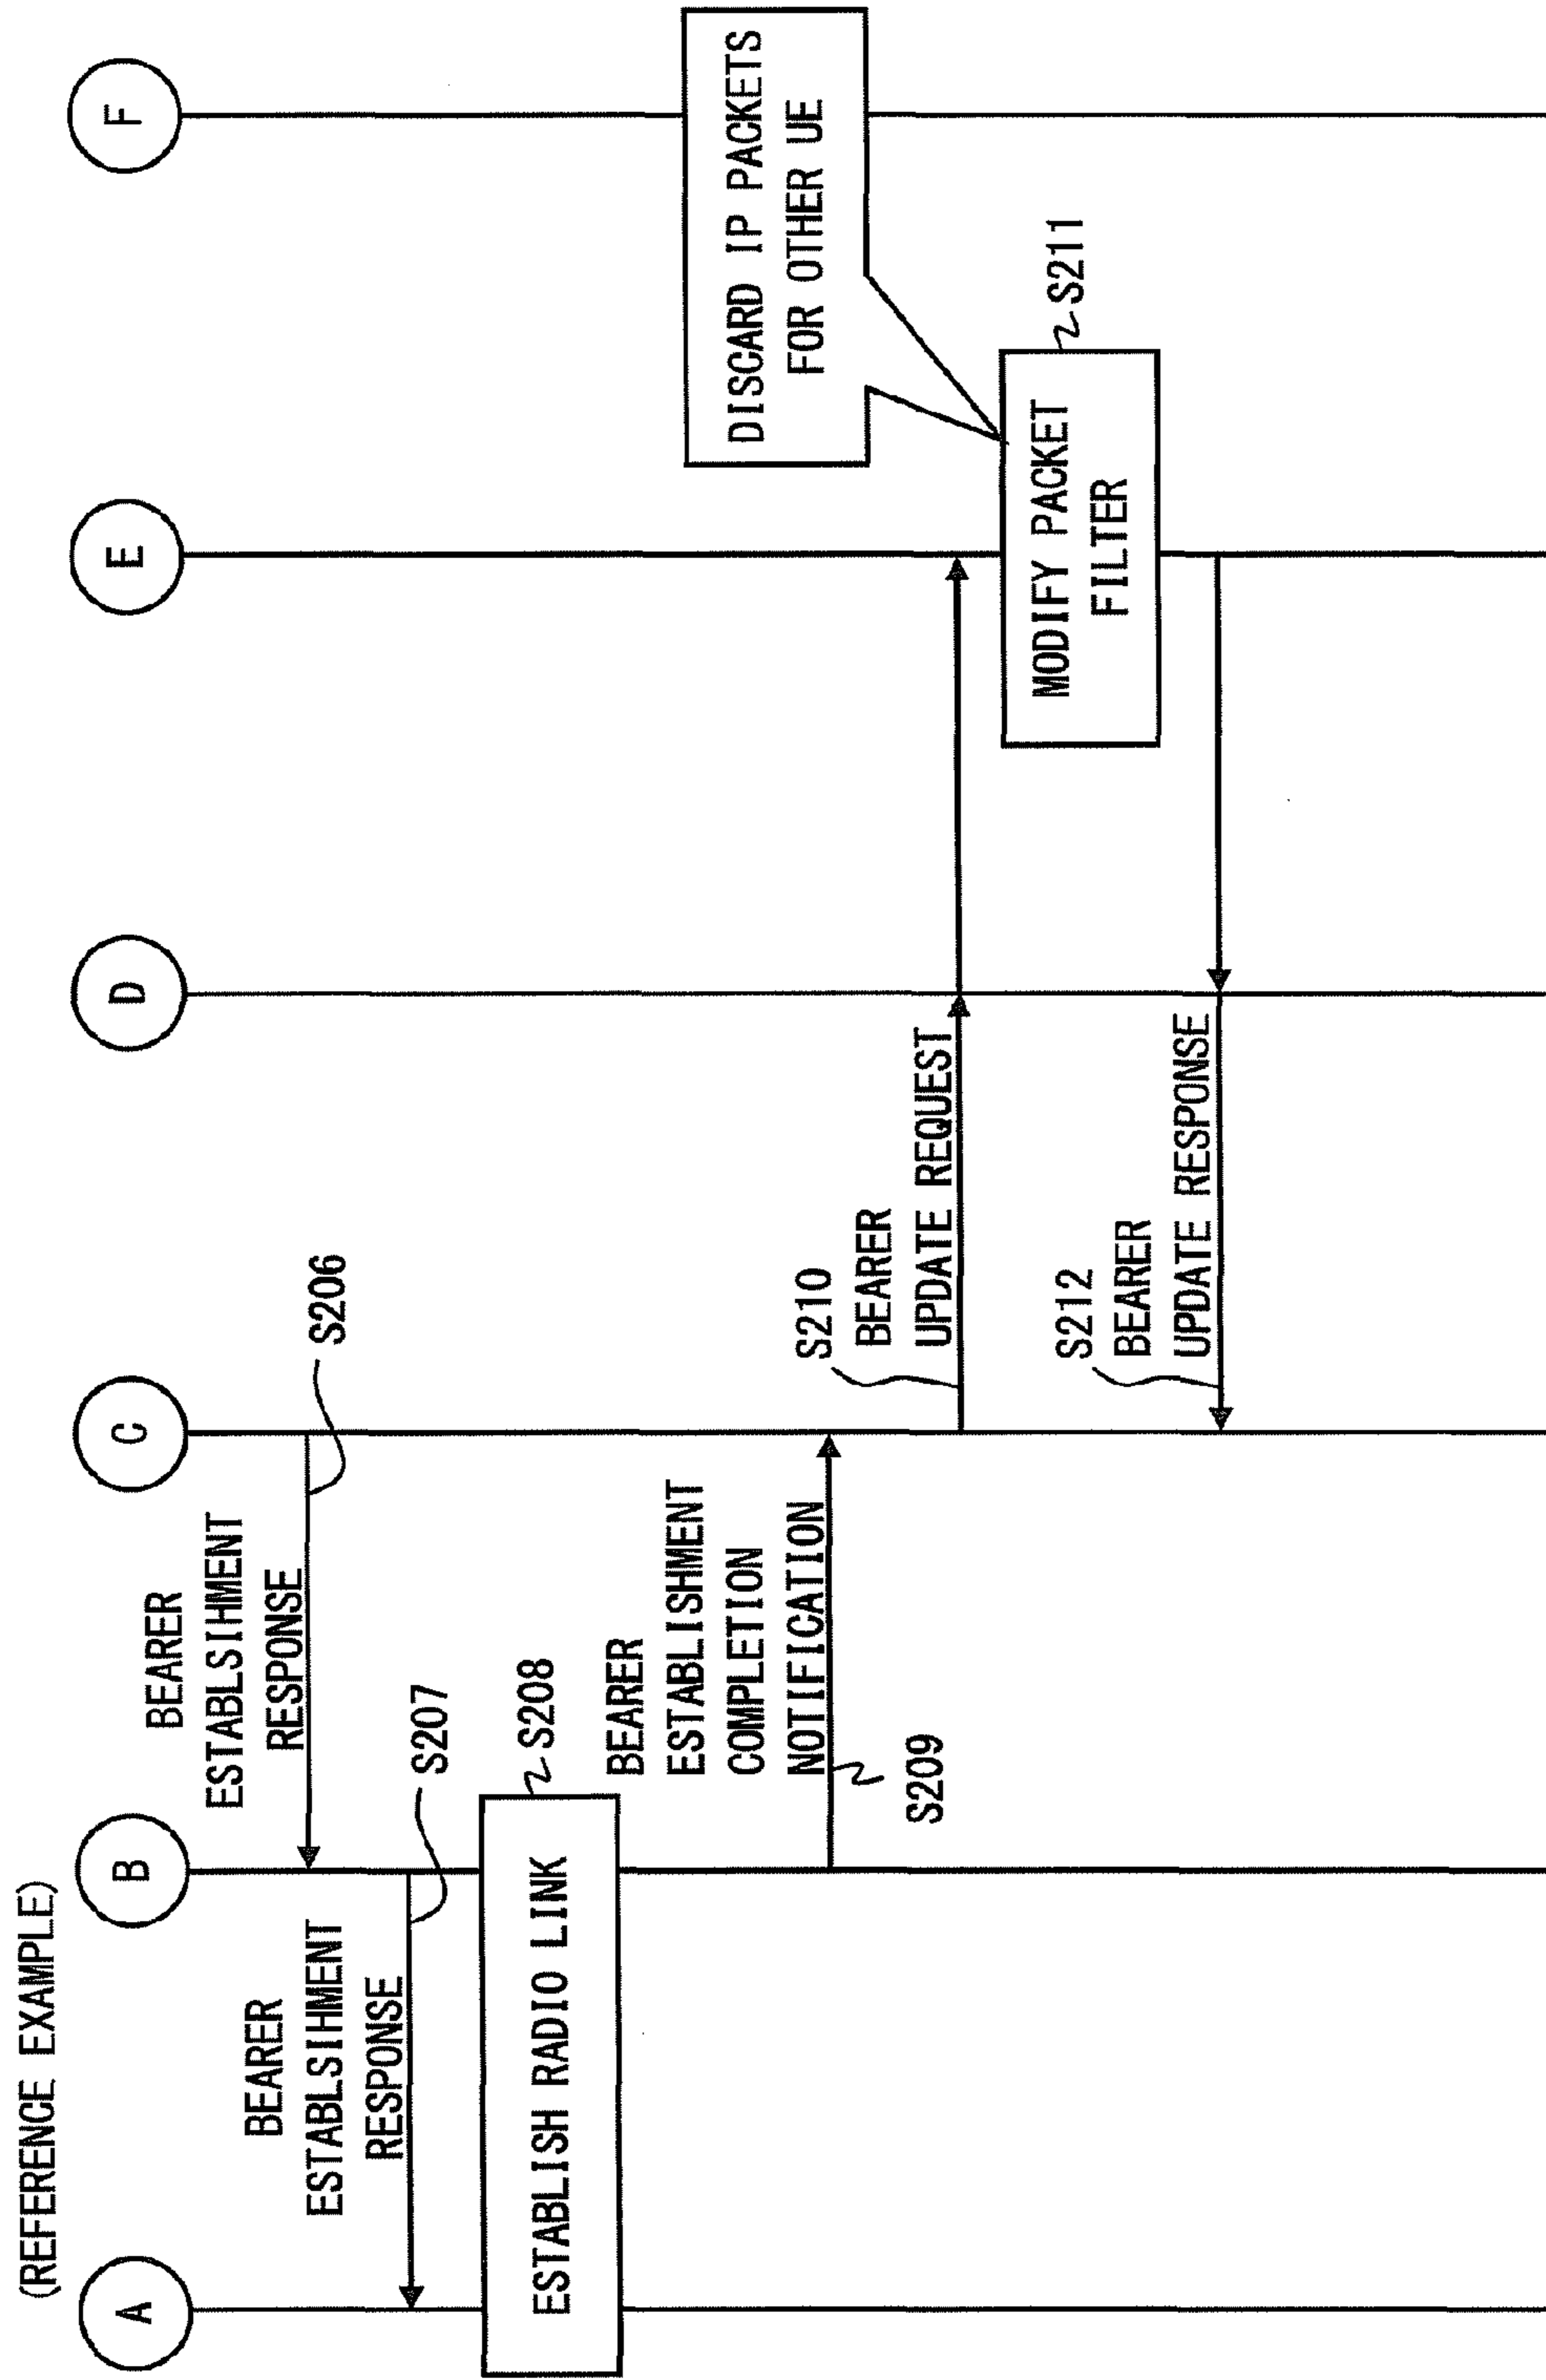 (REFERENCE EXAMPLE)
A
B
C
D
E
F
BEARER
ESTABLSIHMENT
RESPONSE
S206
BEARER
ESTABLSIHMENT
RESPONSE
S207
ESTABLISH RADIO LINK
S208
BEARER
ESTABLISHMENT
COMPLETION
NOTIFICATION
S209
S210
BEARER
UPDATE REQUEST
DISCARD IP PACKETS
FOR OTHER UE
MODIFY PACKET
FILTER
S211
S212
BEARER
UPDATE RESPONSE